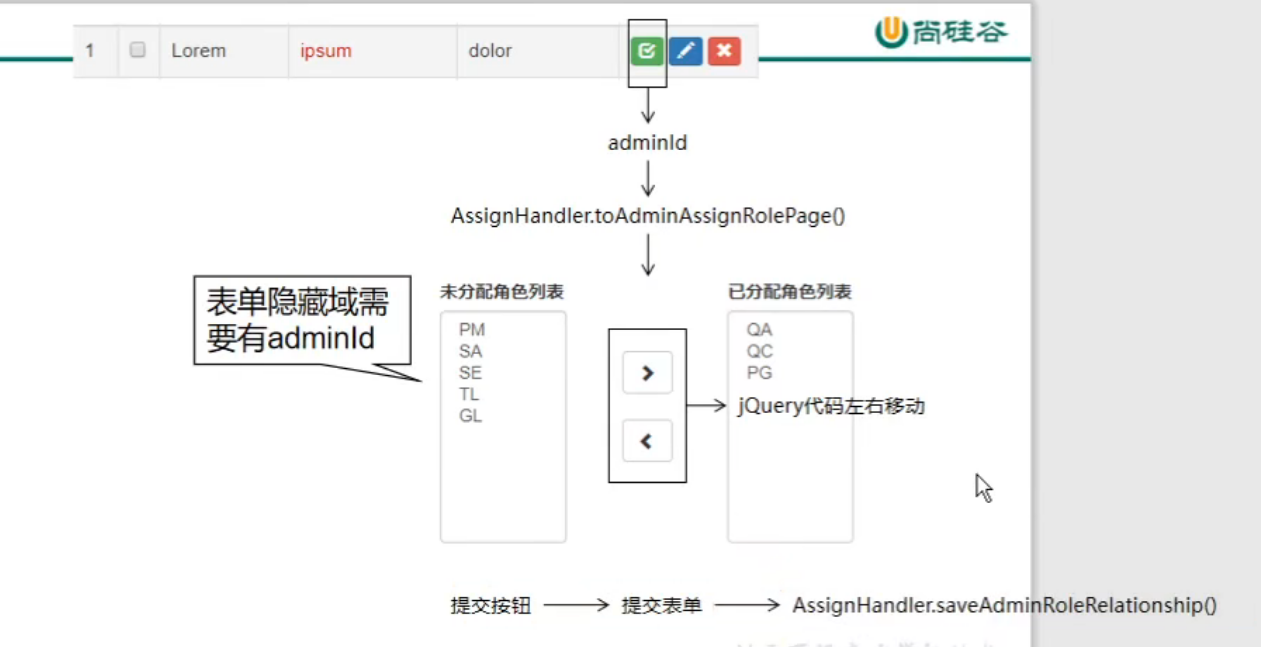 尚硅谷
1 Lorem ipsum dolor
adminId
AssignHandler.toAdminAssignRolePage()
表单隐藏域需
要有adminId
未分配角色列表
PM
SA
SE
TL
GL
已分配角色列表
QA
QC
PG
jQuery代码左右移动
提交按钮
提交表单
AssignHandler.saveAdminRoleRelationship()